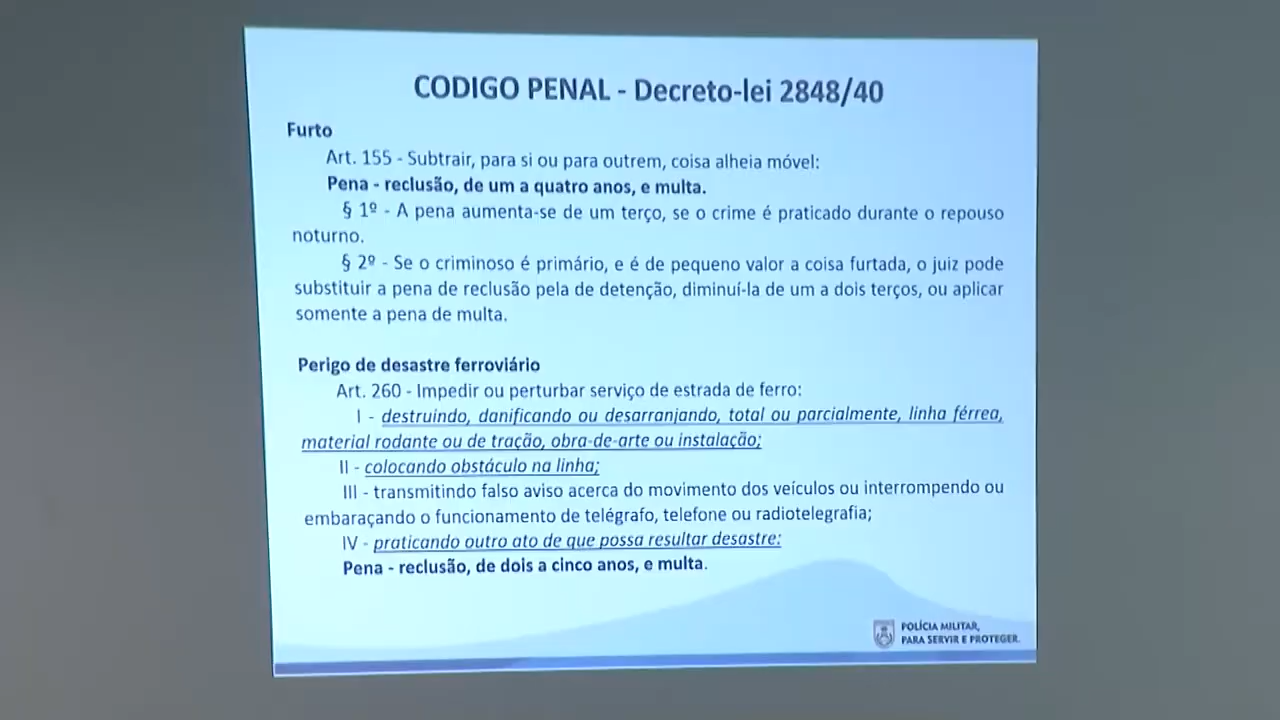 CODIGO PENAL - Decreto-lei 2848/40
Furto
Art. 155 - Subtrair, para si ou para outrem, coisa alheia móvel:
Pena - reclusão, de um a quatro anos, e multa.
§ 1º - A pena aumenta-se de um terço, se o crime é praticado durante o repouso
noturno.
§ 2º - Se o criminoso é primário, e é de pequeno valor a coisa furtada, o juiz pode
substituir a pena de reclusão pela de detenção, diminuí-la de um a dois terços, ou aplicar
somente a pena de multa.
Perigo de desastre ferroviário
Art. 260 - Impedir ou perturbar serviço de estrada de ferro:
I - destruindo, danificando ou desarranjando, total ou parcialmente, linha férrea,
material rodante ou de tração, obra-de-arte ou instalação;
II - colocando obstáculo na linha;
III - transmitindo falso aviso acerca do movimento dos veículos ou interrompendo ou
embaraçando o funcionamento de telégrafo, telefone ou radiotelegrafia;
IV - praticando outro ato de que possa resultar desastre:
Pena - reclusão, de dois a cinco anos, e multa.
POLÍCIA MILITAR,
PARA SERVIR E PROTEGER.